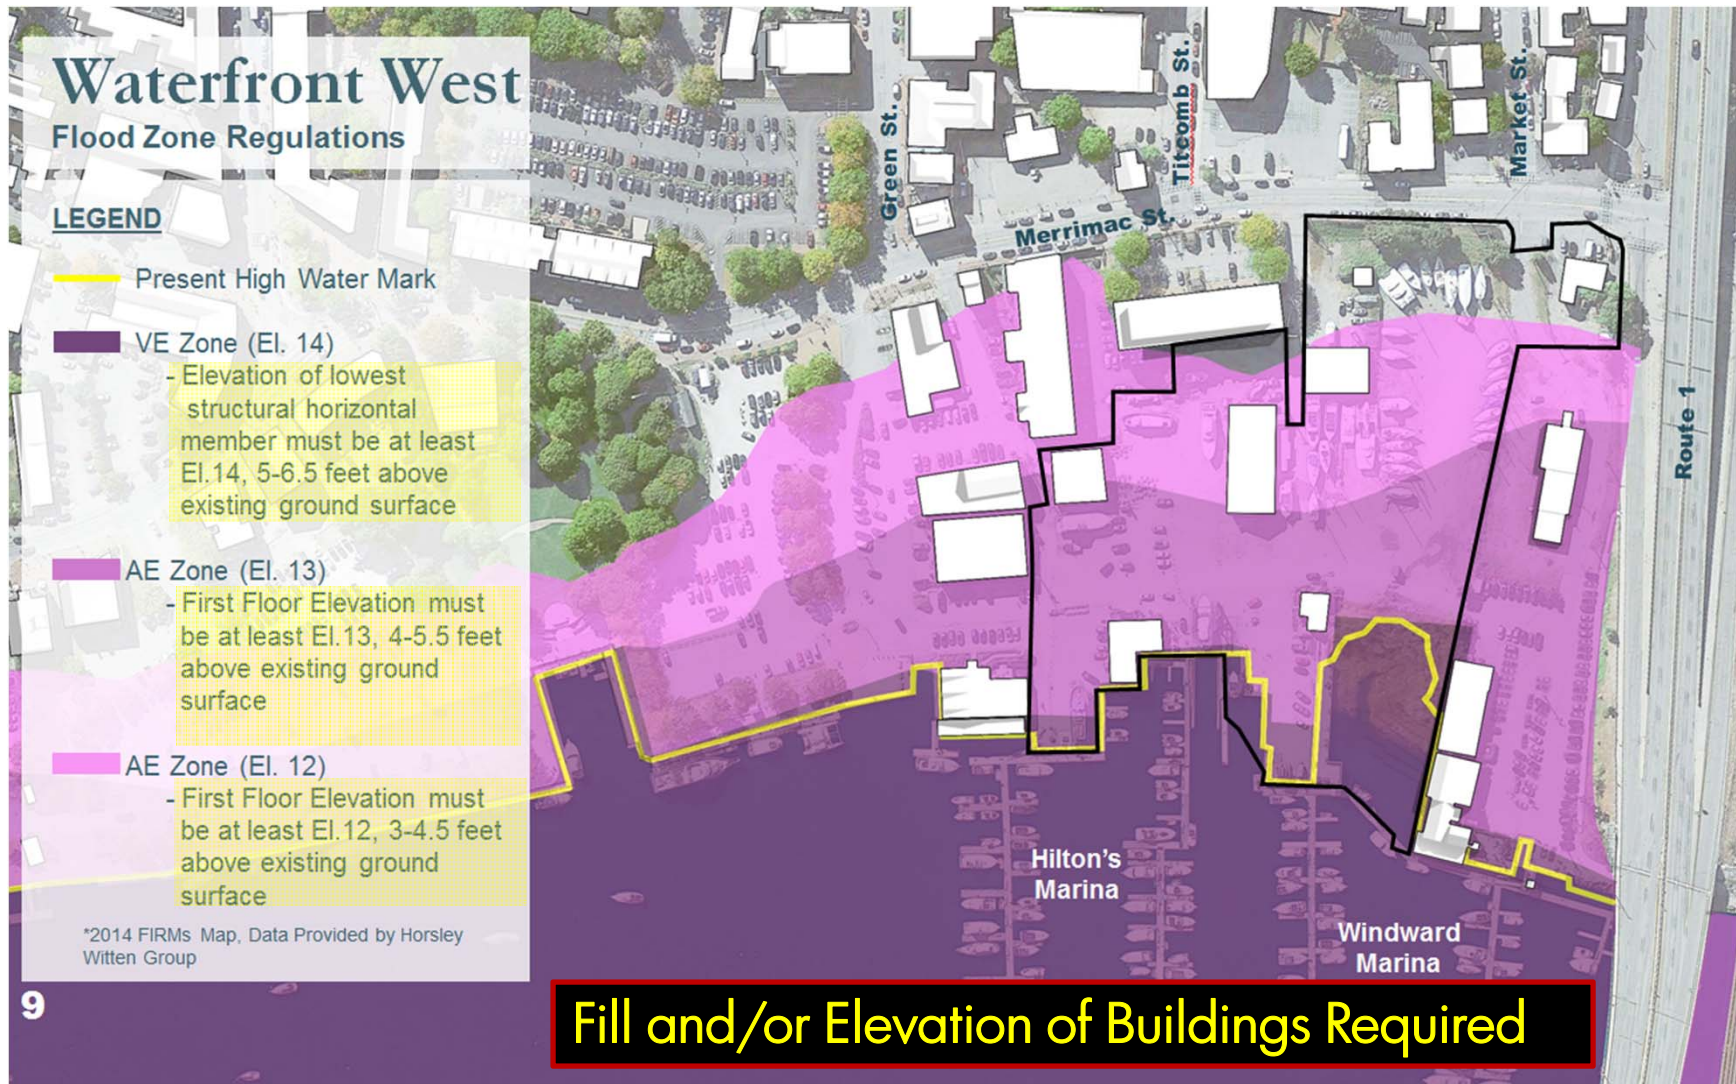 Waterfront West
Flood Zone Regulations
LEGEND
Present High Water Mark
VE Zone (El. 14)
- Elevation of lowest
structural horizontal
member must be at least
El.14, 5-6.5 feet above
existing ground surface
AE Zone (El. 13)
- First Floor Elevation must
be at least El.13, 4-5.5 feet
above existing ground
surface
AE Zone (El. 12)
- First Floor Elevation must
be at least El.12, 3-4.5 feet
above existing ground
surface
*2014 FIRMs Map, Data Provided by Horsley
Witten Group
9
Green St.
Titcomb St.
Market St.
Merrimac St.
Route 1
Hilton's
Marina
Windward
Marina
Fill and/or Elevation of Buildings Required